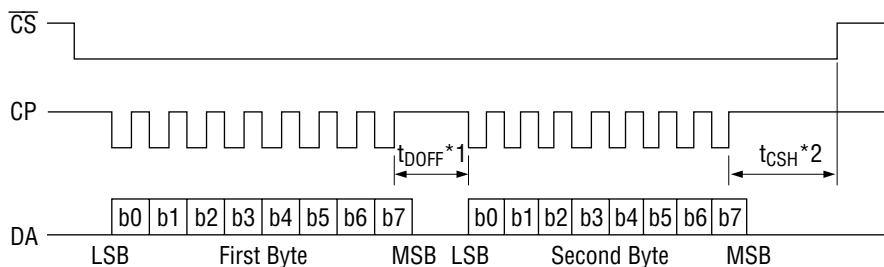 CS
CP
tDOFF*1 tCSH*2
DA b0 b1 b2 b3 b4 b5 b6 b7 b0 b1 b2 b3 b4 b5 b6 b7
LSB First Byte MSB LSB Second Byte MSB